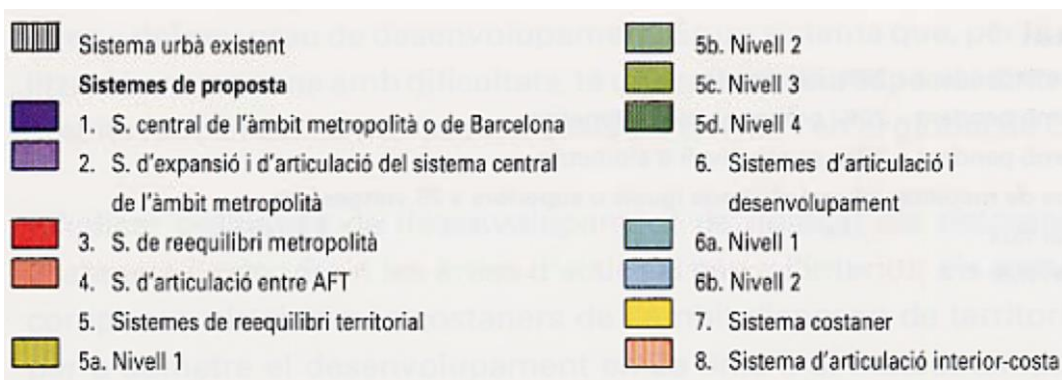 Sistema urbà existent
Sistemes de proposta
1. S. central de l'àmbit metropolità o de Barcelona
2. S. d'expansió i d'articulació del sistema central
de l'àmbit metropolità
3. S. de reequilibri metropolità
4. S. d'articulació entre AFT
5. Sistemes de reequilibri territorial
5a. Nivell 1
5b. Nivell 2
5c. Nivell 3
5d. Nivell 4
6. Sistemes d'articulació i
desenvolupament
6a. Nivell 1
6b. Nivell 2
7. Sistema costaner
8. Sistema d'articulació interior-costa